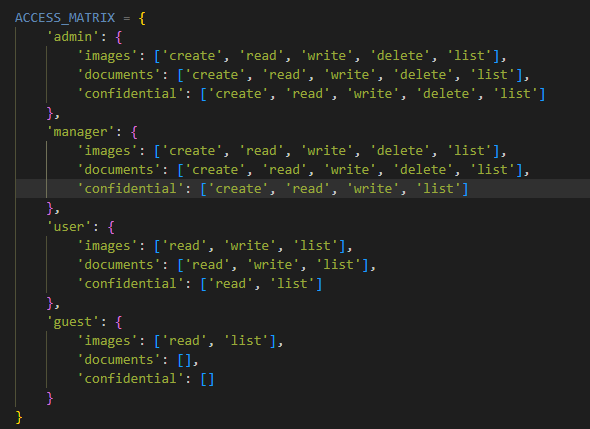 ACCESS_MATRIX = {
    'admin': {
        'images': ['create', 'read', 'write', 'delete', 'list'],
        'documents': ['create', 'read', 'write', 'delete', 'list'],
        'confidential': ['create', 'read', 'write', 'delete', 'list']
    },
    'manager': {
        'images': ['create', 'read', 'write', 'delete', 'list'],
        'documents': ['create', 'read', 'write', 'delete', 'list'],
        'confidential': ['create', 'read', 'write', 'list']
    },
    'user': {
        'images': ['read', 'write', 'list'],
        'documents': ['read', 'write', 'list'],
        'confidential': ['read', 'list']
    },
    'guest': {
        'images': ['read', 'list'],
        'documents': [],
        'confidential': []
    }
}